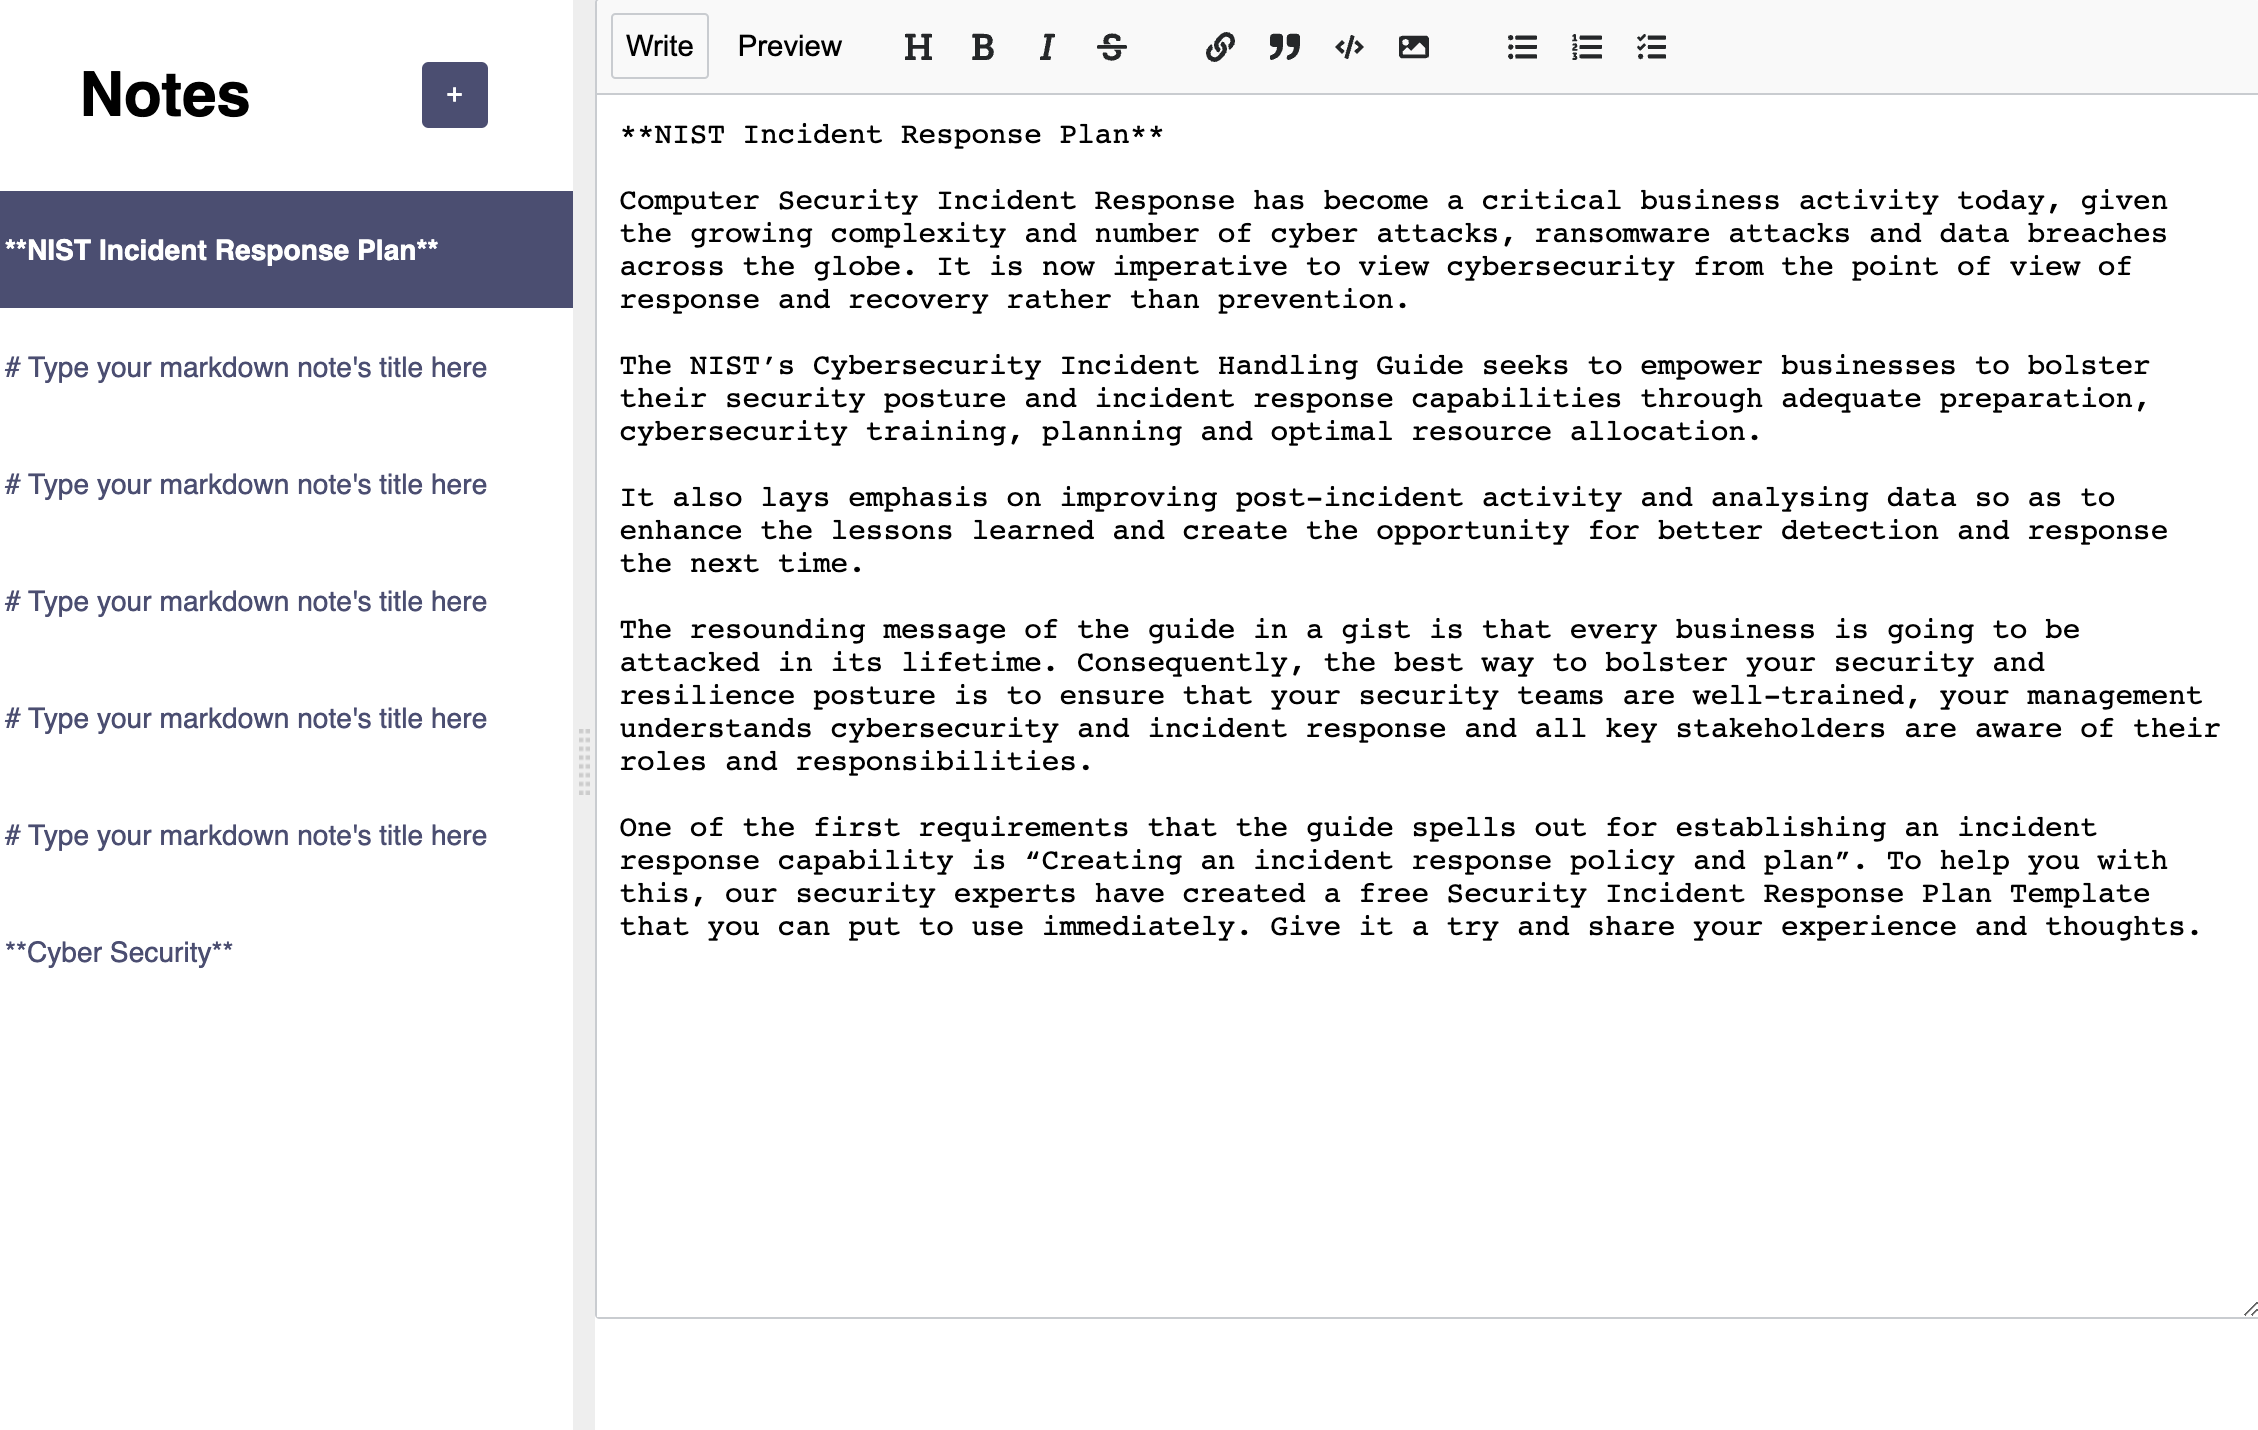 Notes
+
**NIST Incident Response Plan**
# Type your markdown note's title here
# Type your markdown note's title here
# Type your markdown note's title here
# Type your markdown note's title here
# Type your markdown note's title here
**Cyber Security**
Write Preview
**NIST Incident Response Plan**
Computer Security Incident Response has become a critical business activity today, given
the growing complexity and number of cyber attacks, ransomware attacks and data breaches
across the globe. It is now imperative to view cybersecurity from the point of view of
response and recovery rather than prevention.
The NIST’s Cybersecurity Incident Handling Guide seeks to empower businesses to bolster
their security posture and incident response capabilities through adequate preparation,
cybersecurity training, planning and optimal resource allocation.
It also lays emphasis on improving post-incident activity and analysing data so as to
enhance the lessons learned and create the opportunity for better detection and response
the next time.
The resounding message of the guide in a gist is that every business is going to be
attacked in its lifetime. Consequently, the best way to bolster your security and
resilience posture is to ensure that your security teams are well-trained, your management
understands cybersecurity and incident response and all key stakeholders are aware of their
roles and responsibilities.
One of the first requirements that the guide spells out for establishing an incident
response capability is “Creating an incident response policy and plan”. To help you with
this, our security experts have created a free Security Incident Response Plan Template
that you can put to use immediately. Give it a try and share your experience and thoughts.